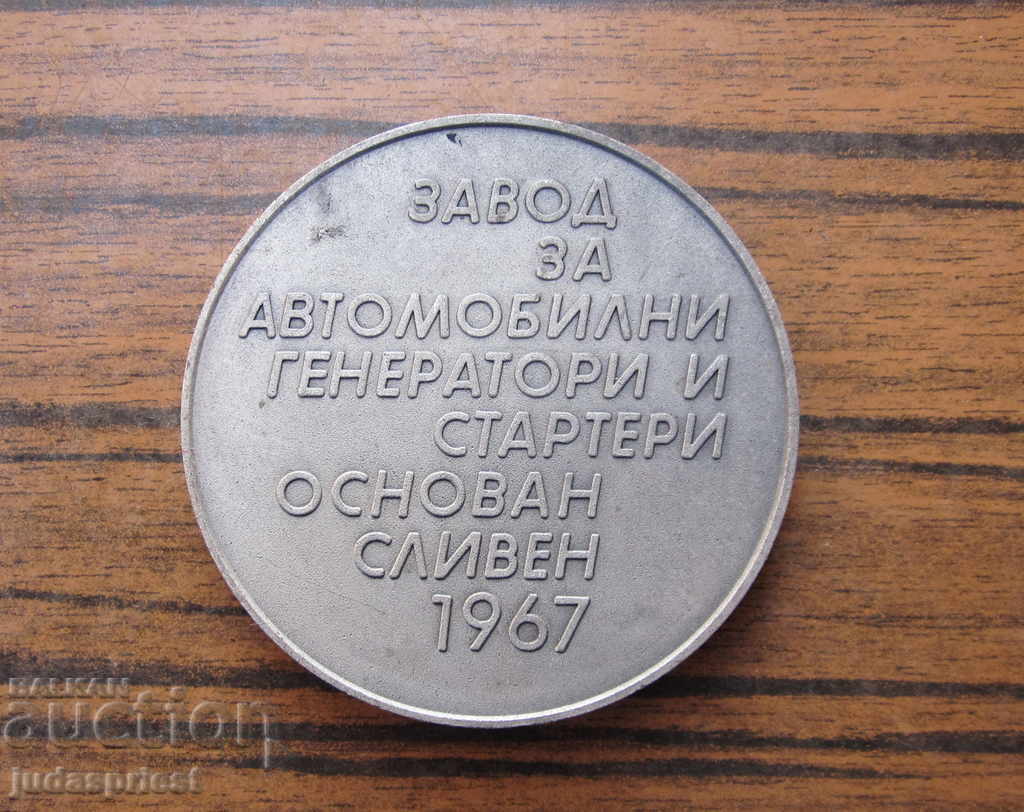 ЗАВОД
ЗА
АВТОМОБИЛНИ
ГЕНЕРАТОРИ И
СТАРТЕРИ
ОСНОВАН
СЛИВЕН
1967
BALKAN
auction
judaspriest